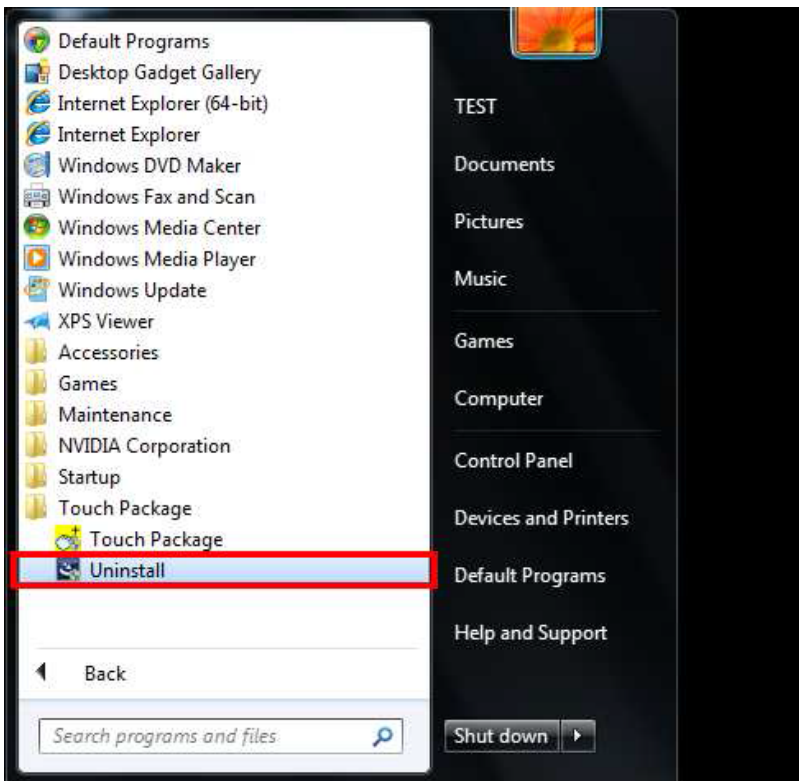 Default Programs
Desktop Gadget Gallery
Internet Explorer (64-bit)
Internet Explorer
Windows DVD Maker
Windows Fax and Scan
Windows Media Center
Windows Media Player
Windows Update
XPS Viewer
Accessories
Games
Maintenance
NVIDIA Corporation
Startup
Touch Package
Touch Package
Uninstall
Back
Search programs and files
TEST
Documents
Pictures
Music
Games
Computer
Control Panel
Devices and Printers
Default Programs
Help and Support
Shut down